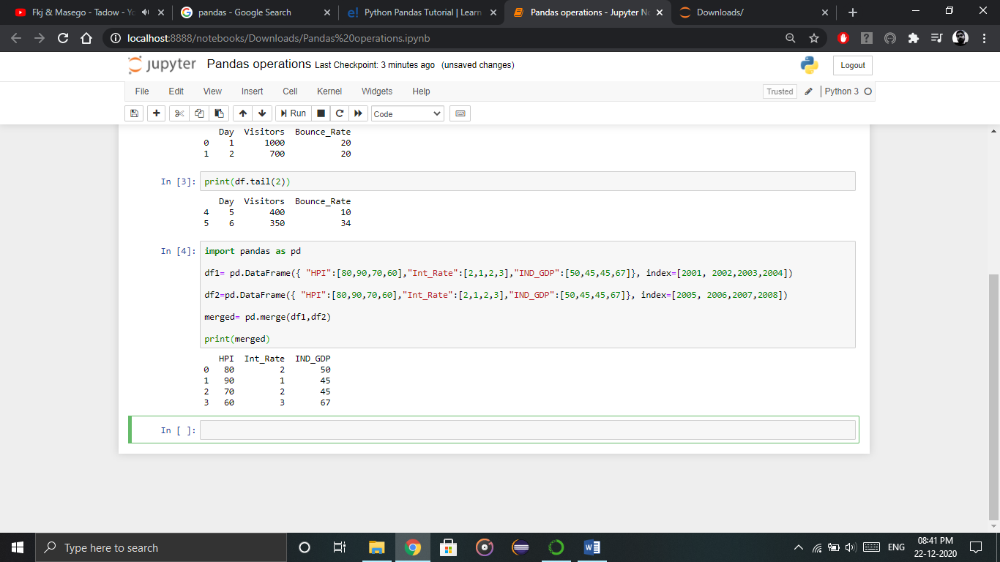 Fkj & Masego - Tadow - Yo
pandas - Google Search
e! Python Pandas Tutorial | Learn
Pandas operations - Jupyter No
Downloads/
localhost:8888/notebooks/Downloads/Pandas%20operations.ipynb
jupyter Pandas operations Last Checkpoint: 3 minutes ago (unsaved changes)
Logout
File Edit View Insert Cell Kernel Widgets Help
Trusted Python 3
Run Code
Day Visitors Bounce_Rate
0 1 1000 20
1 2 700 20
In [3]: print(df.tail(2))
Day Visitors Bounce_Rate
4 5 400 10
5 6 350 34
In [4]: import pandas as pd
df1= pd.DataFrame({ "HPI":[80,90,70,60],"Int_Rate":[2,1,2,3],"IND_GDP":[50,45,45,67]}, index=[2001, 2002,2003,2004])
df2=pd.DataFrame({ "HPI":[80,90,70,60],"Int_Rate":[2,1,2,3],"IND_GDP":[50,45,45,67]}, index=[2005, 2006,2007,2008])
merged= pd.merge(df1,df2)
print(merged)
HPI Int_Rate IND_GDP
0 80 2 50
1 90 1 45
2 70 2 45
3 60 3 67
In [ ]:
Type here to search
ENG
08:41 PM
22-12-2020